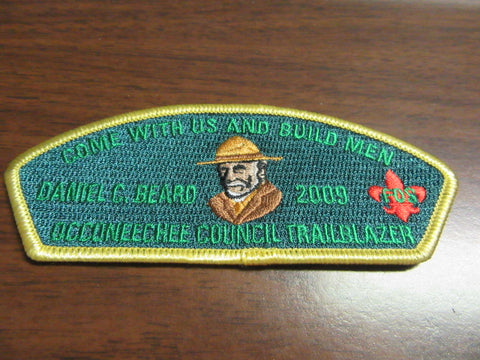 COME WITH US AND BUILD MEN
DANIEL C. BEARD 2009 FOS
OCCONEECHEE COUNCIL TRAILBLAZER